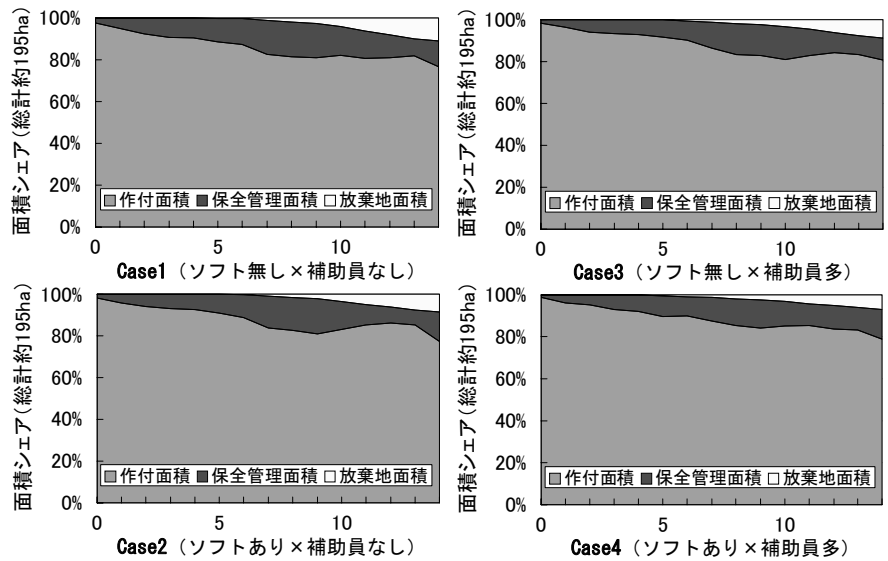 面積シェア(総計約195ha)
100%
80%
60%
40%
20%
0%
作付面積 保全管理面積 放棄地面積
0 5 10
Case1（ソフト無し×補助員なし）
面積シェア(総計約195ha)
100%
80%
60%
40%
20%
0%
作付面積 保全管理面積 放棄地面積
0 5 10
Case3（ソフト無し×補助員多）
面積シェア(総計約195ha)
100%
80%
60%
40%
20%
0%
作付面積 保全管理面積 放棄地面積
0 5 10
Case2（ソフトあり×補助員なし）
面積シェア(総計約195ha)
100%
80%
60%
40%
20%
0%
作付面積 保全管理面積 放棄地面積
0 5 10
Case4（ソフトあり×補助員多）